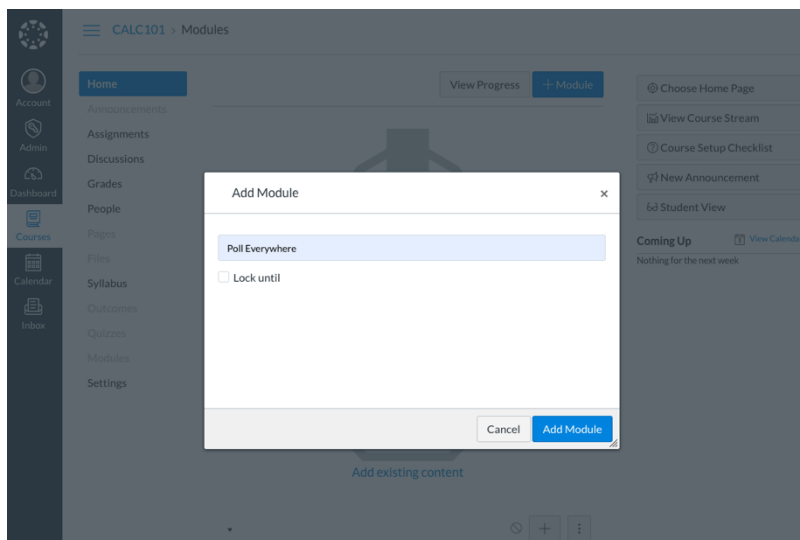 CALC101 › Modules
Account
Admin
Dashboard
Courses
Calendar
Inbox
Home
Announcements
Assignments
Discussions
Grades
People
Pages
Files
Syllabus
Outcomes
Quizzes
Modules
Settings
View Progress
+ Module
Add Module
×
Poll Everywhere
Lock until
Cancel
Add Module
Add existing content
Choose Home Page
View Course Stream
Course Setup Checklist
New Announcement
Student View
Coming Up
View Calenda
Nothing for the next week